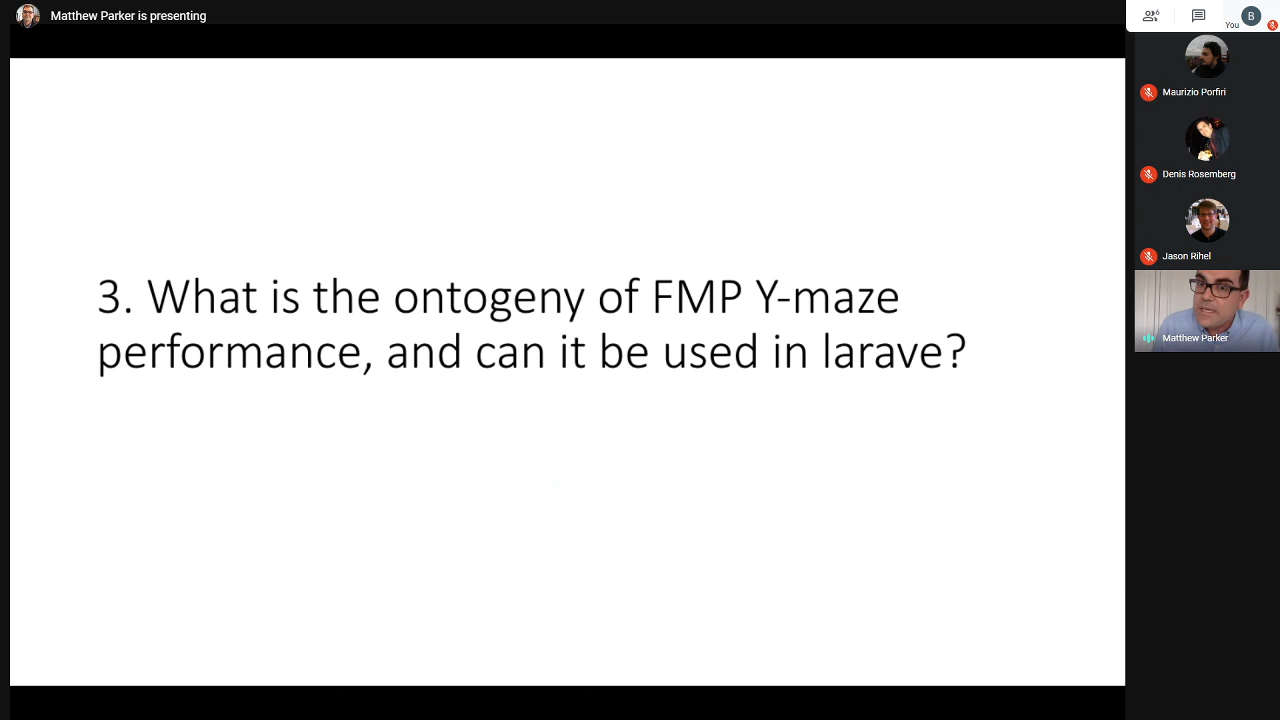 Matthew Parker is presenting
6
You
B
Maurizio Porfiri
Denis Rosemberg
Jason Rihel
Matthew Parker
3. What is the ontogeny of FMP Y-maze
performance, and can it be used in larave?